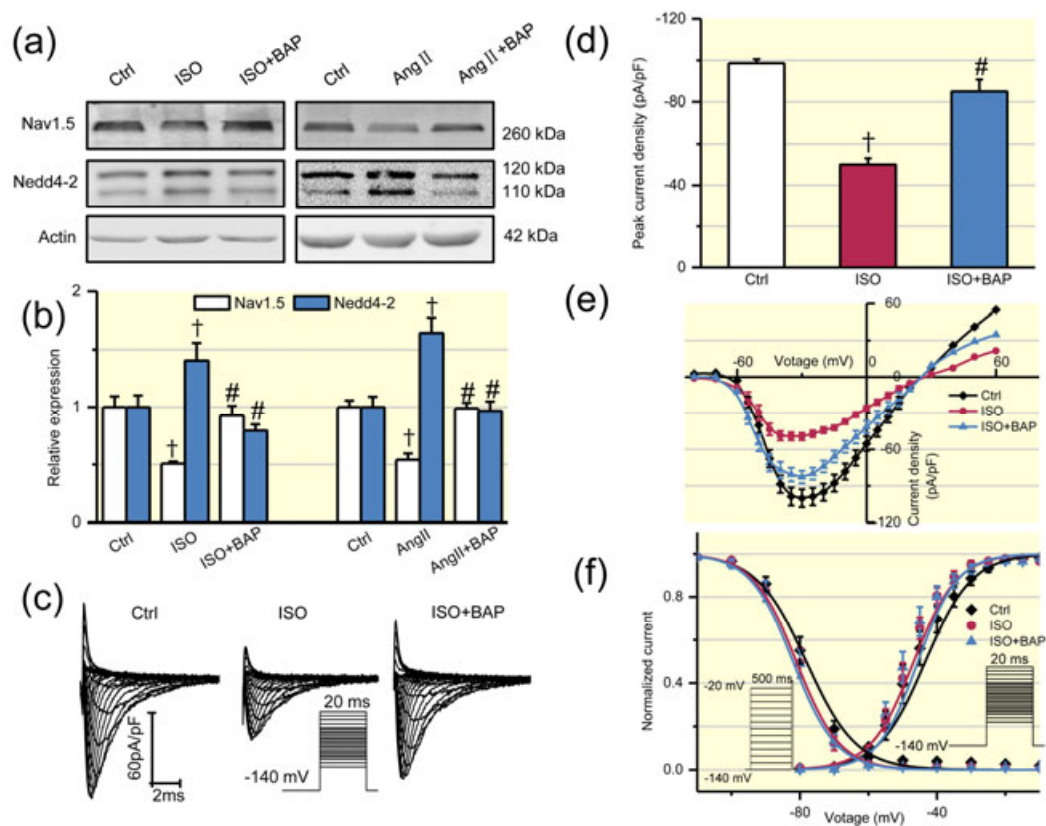 (a)
Ctrl ISO ISO+BAP Ctrl Ang II Ang II+BAP
Nav1.5
260 kDa
Nedd4-2
120 kDa
110 kDa
Actin
42 kDa
(b)
Relative expression
2
1
0
Nav1.5 Nedd4-2
† † # # † † # #
Ctrl ISO ISO+BAP Ctrl AngII AngII+BAP
(c)
Ctrl ISO ISO+BAP
60pA/pF
2ms
20 ms
-140 mV
(d)
Peak current density (pA/pF)
-120
-80
-40
0
† #
Ctrl ISO ISO+BAP
(e)
60
-60 Votage (mV) 0 60
0
Ctrl
ISO
ISO+BAP
-60
120
Current density
(pA/pF)
(f)
Normalized current
0.8
0.4
0.0
Ctrl
ISO
ISO+BAP
500 ms
-20 mV
-140 mV
20 ms
-140 mV
-80 -40
Votage (mV)